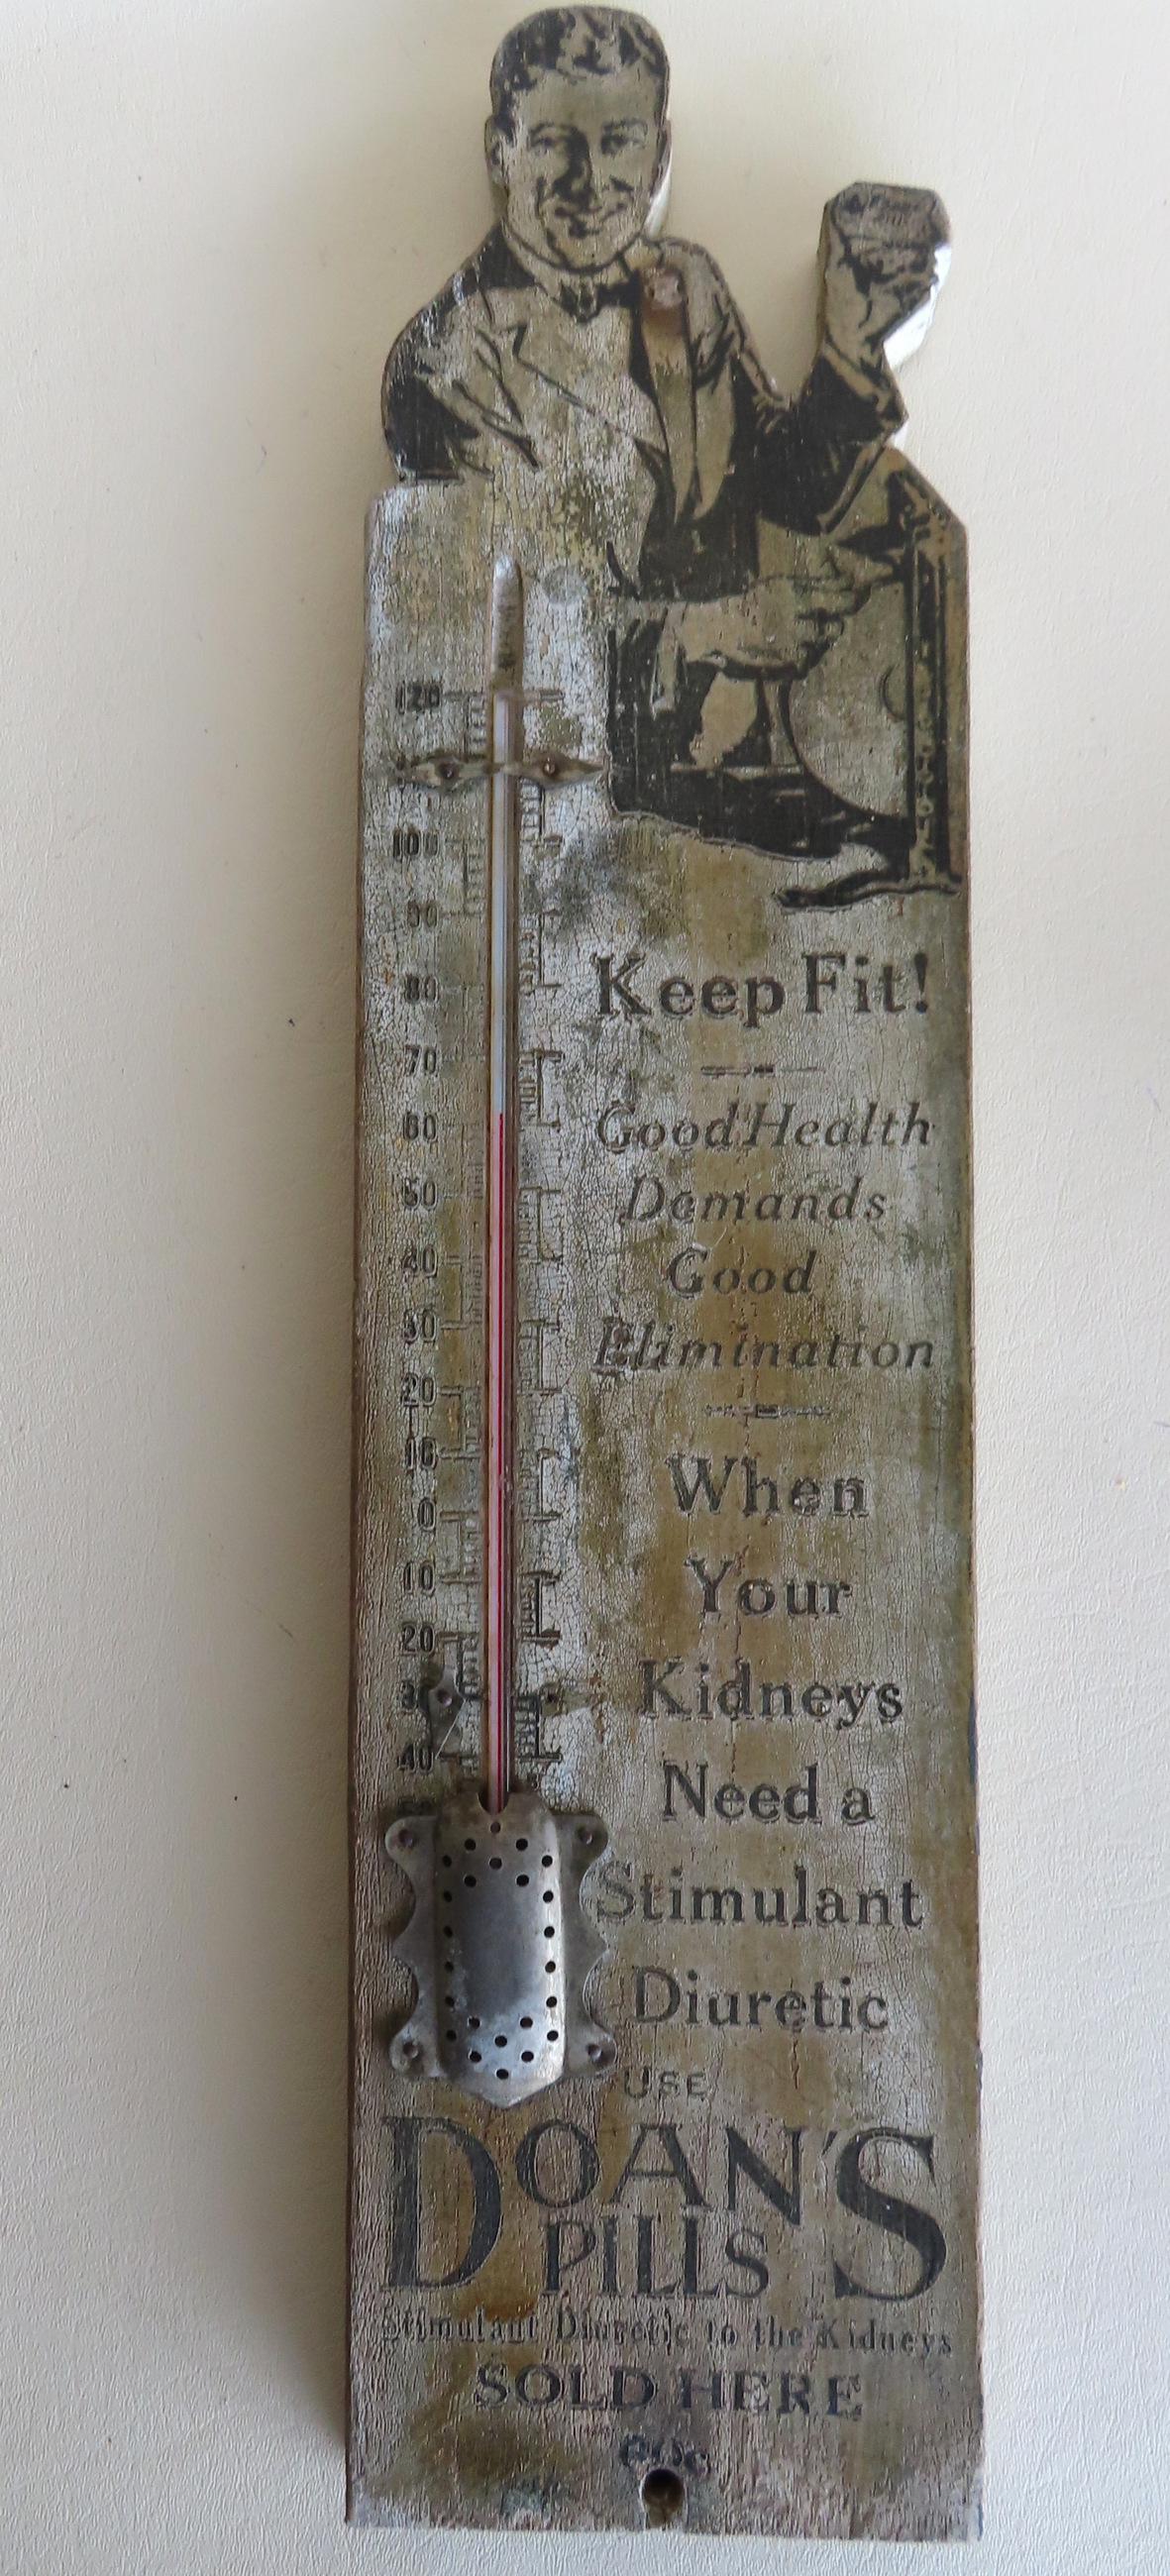 120
100
90
80
70
60
50
40
30
20
10
0
10
20
30
40
Keep Fit!
Good Health
Demands
Good
Elimination
When
Your
Kidneys
Need a
Stimulant
Diuretic
USE
DOAN'S
PILLS
Stimulant Diuretic to the Kidneys
SOLD HERE